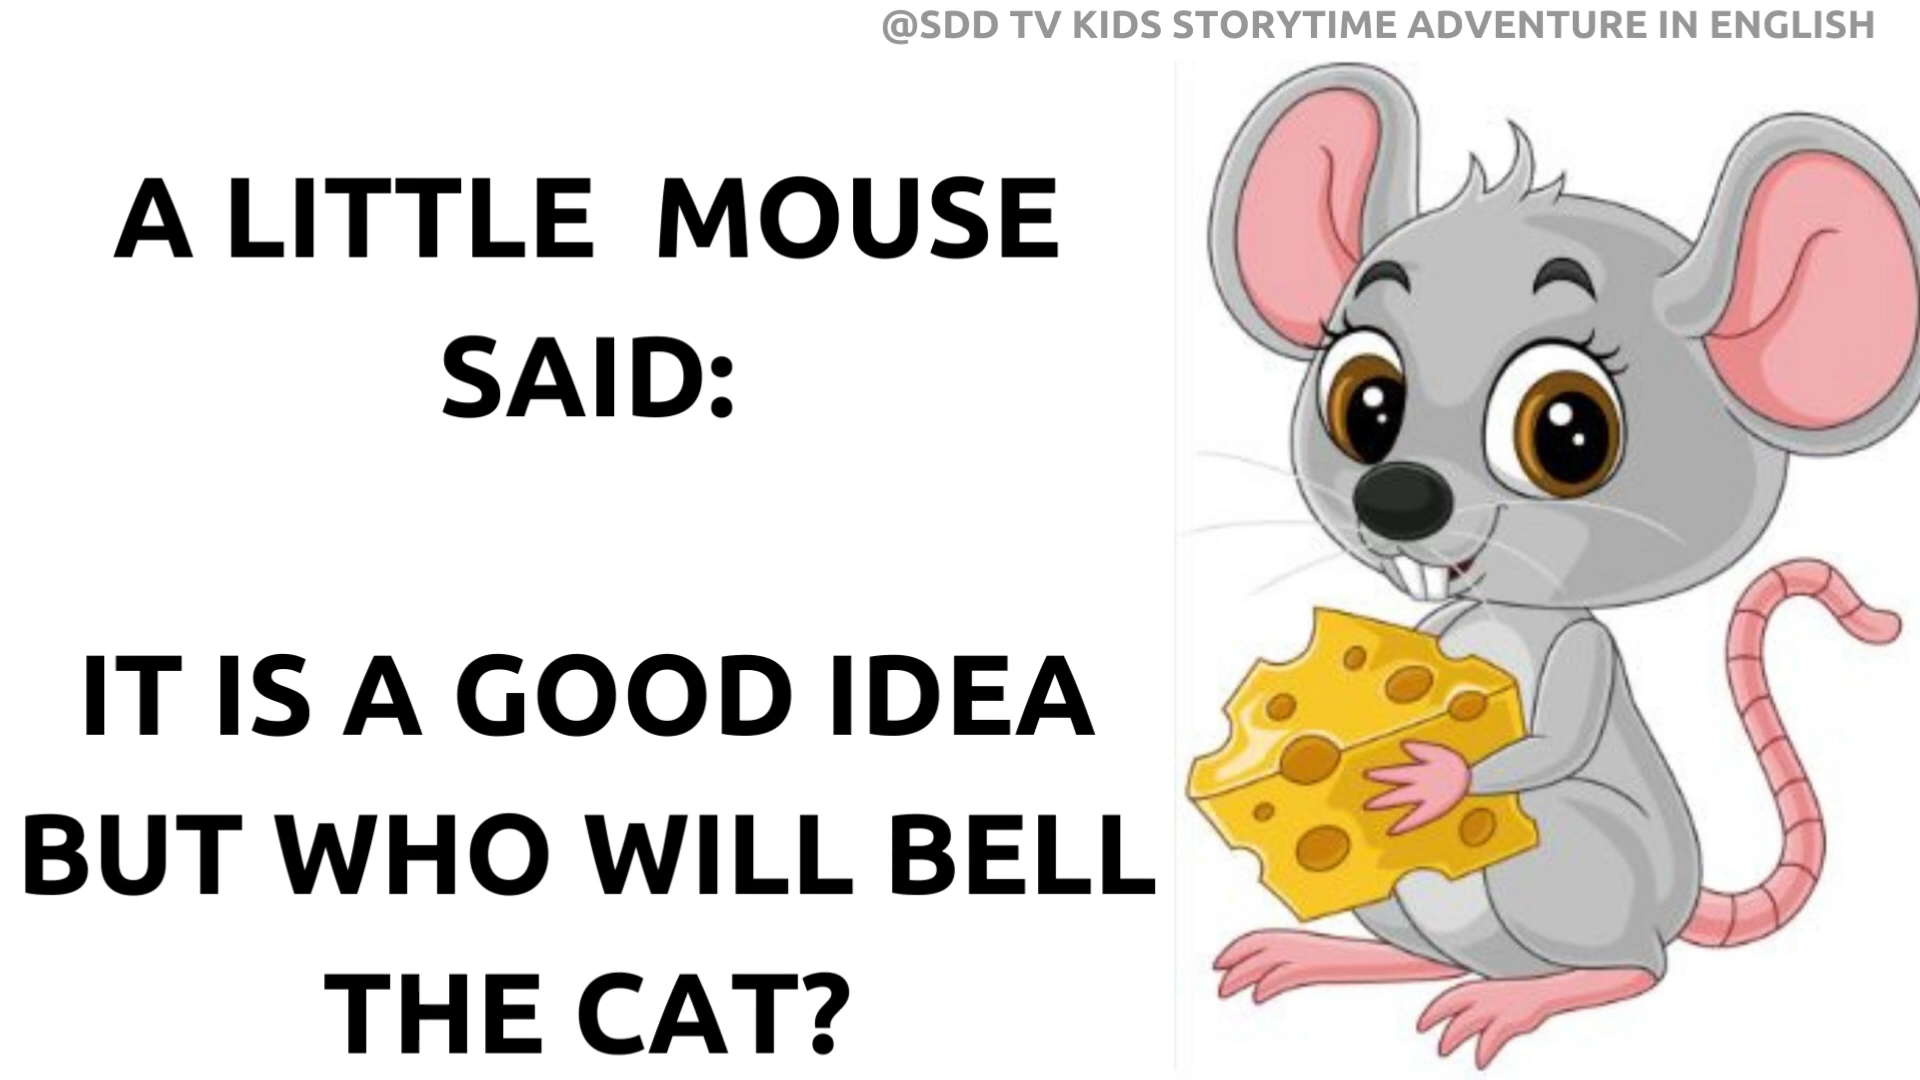 @SDD TV KIDS STORYTIME ADVENTURE IN ENGLISH
A LITTLE MOUSE
SAID:
IT IS A GOOD IDEA
BUT WHO WILL BELL
THE CAT?